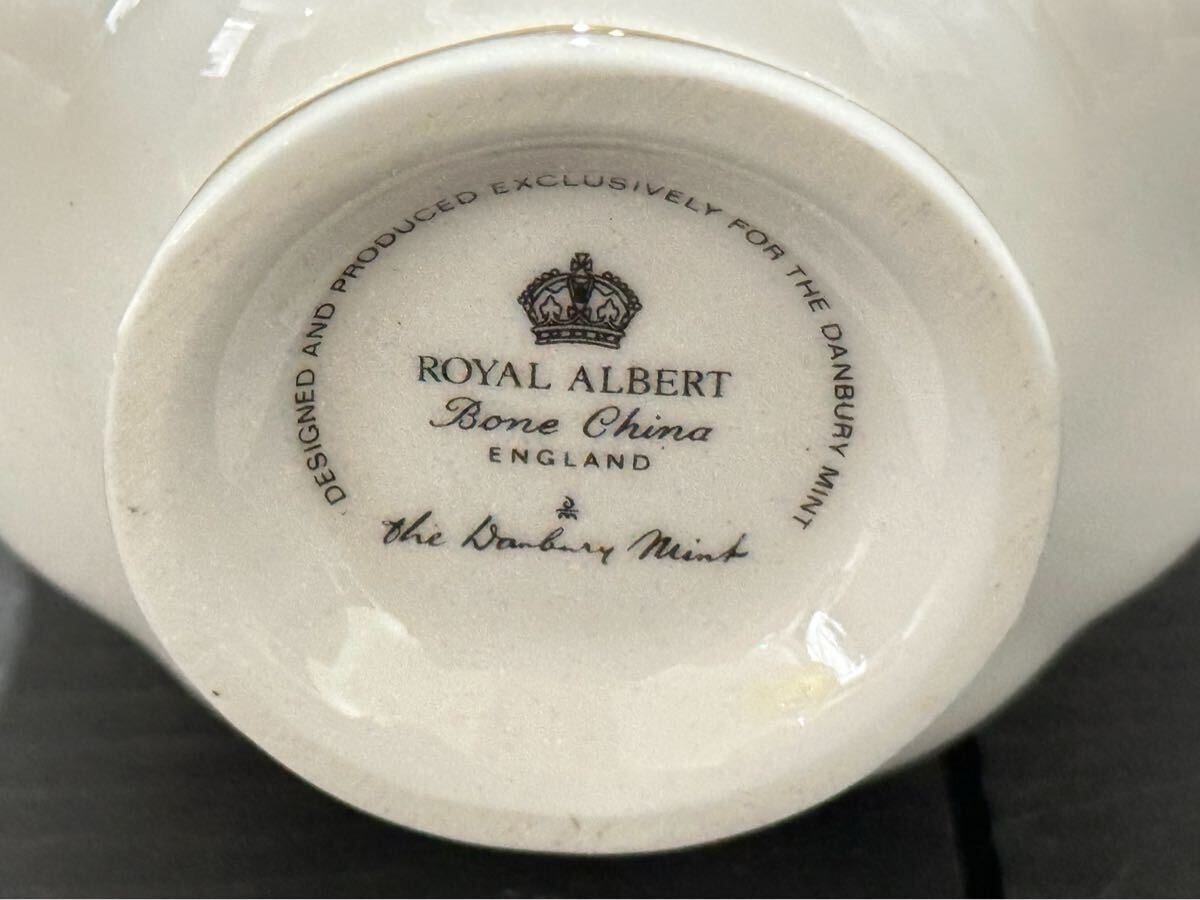 DESIGNED AND PRODUCED EXCLUSIVELY FOR THE DANBURY MINT
ROYAL ALBERT
Bone China
ENGLAND
the Danbury Mint